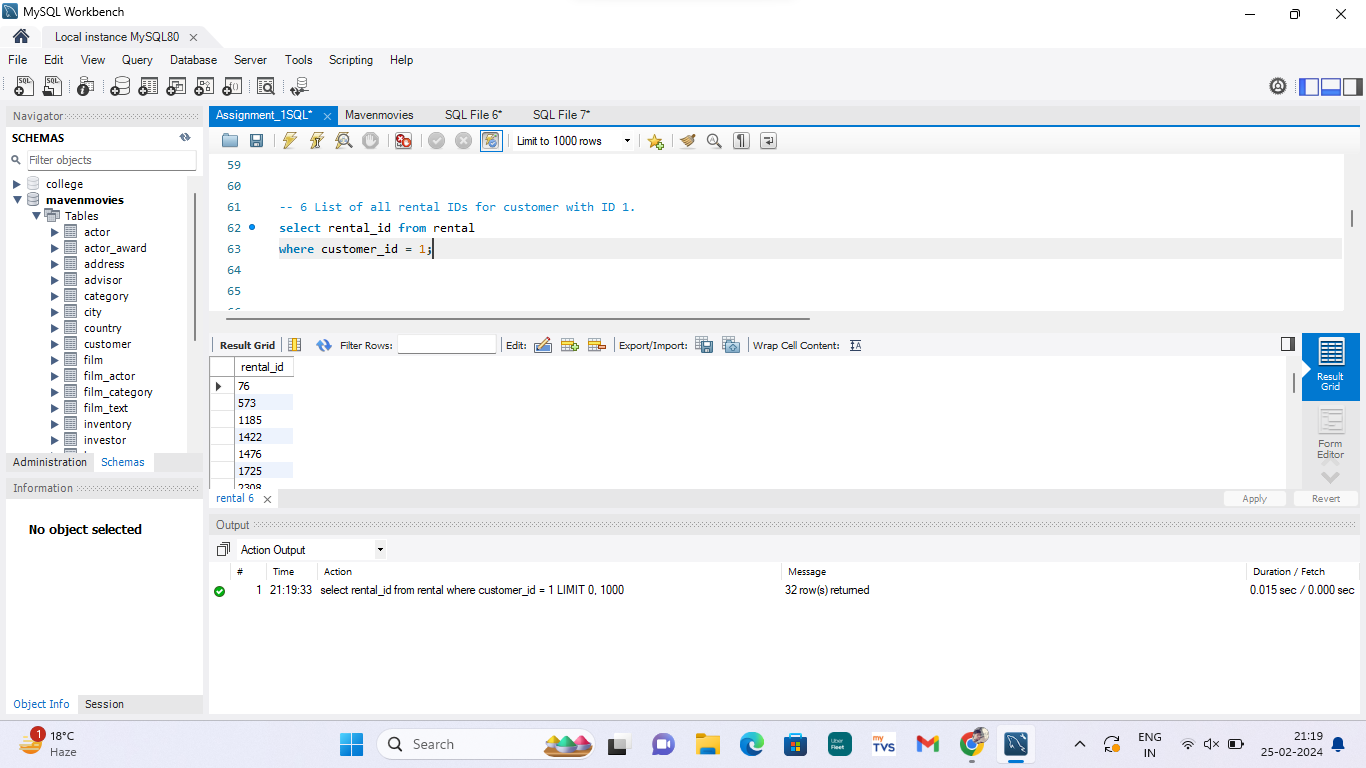 MySQL Workbench
Local instance MySQL80
File Edit View Query Database Server Tools Scripting Help
Navigator
SCHEMAS
Filter objects
college
mavenmovies
Tables
actor
actor_award
address
advisor
category
city
country
customer
film
film_actor
film_category
film_text
inventory
investor
Administration Schemas
Information
No object selected
Object Info Session
Assignment_1SQL* Mavenmovies SQL File 6* SQL File 7*
Limit to 1000 rows
59
60
61 -- 6 List of all rental IDs for customer with ID 1.
62 select rental_id from rental
63 where customer_id = 1;
64
65
Result Grid Filter Rows: Edit: Export/Import: Wrap Cell Content:
rental_id
76
573
1185
1422
1476
1725
2308
Result Grid
Form Editor
rental 6 Apply Revert
Output
Action Output
# Time Action Message Duration / Fetch
1 21:19:33 select rental_id from rental where customer_id = 1 LIMIT 0, 1000 32 row(s) returned 0.015 sec / 0.000 sec
1
18°C
Haze
Search
Uber Fleet
my TVS
ENG
IN
21:19
25-02-2024